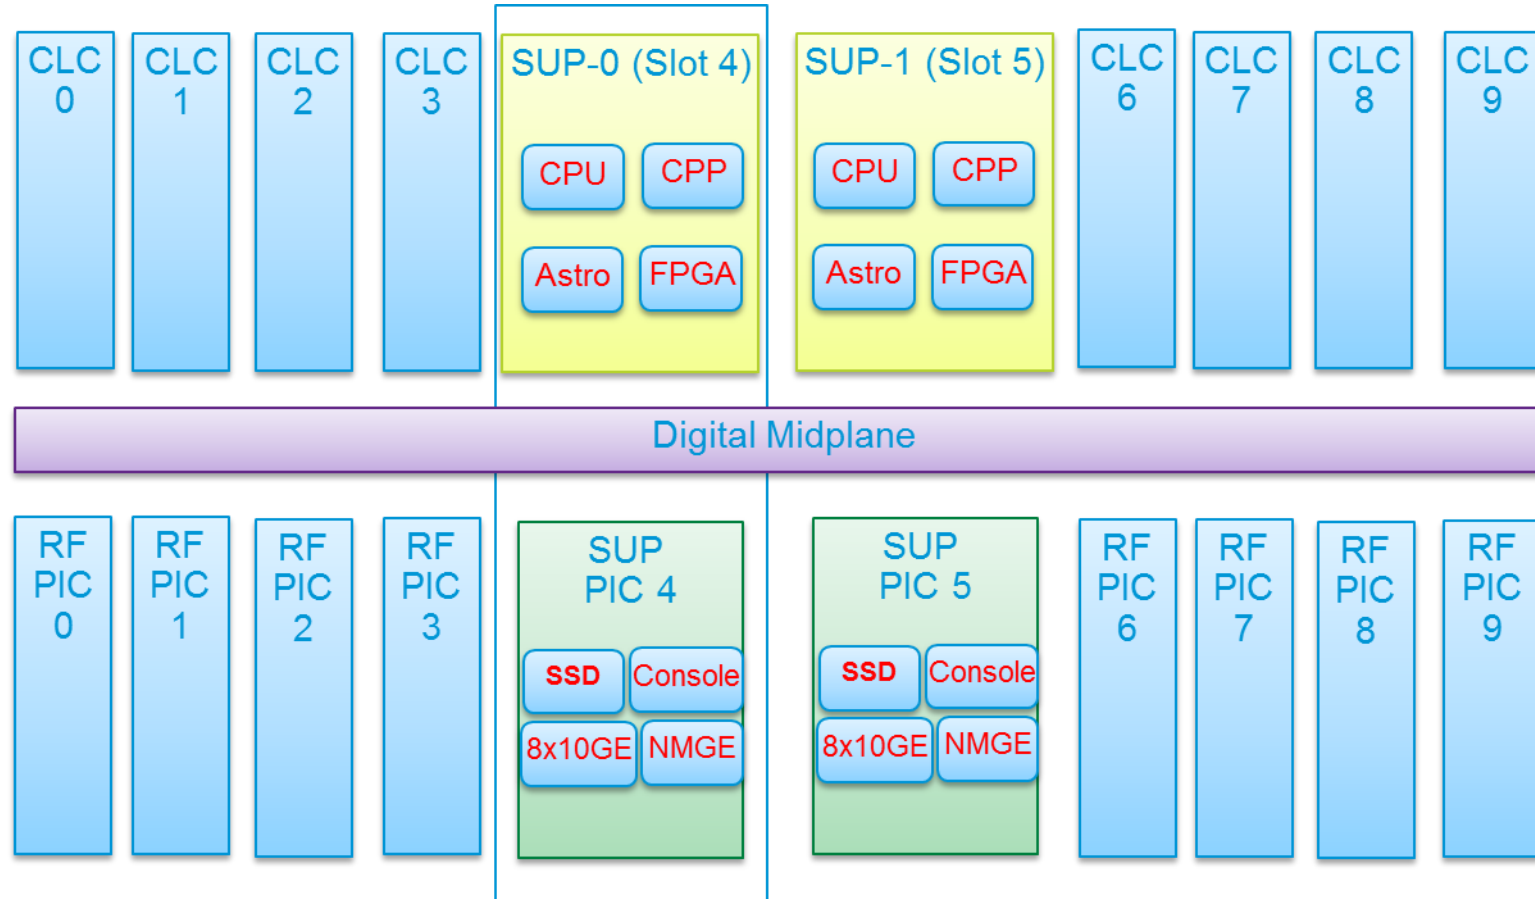 CLC
0
CLC
1
CLC
2
CLC
3
SUP-0 (Slot 4)
CPU
CPP
Astro
FPGA
SUP-1 (Slot 5)
CPU
CPP
Astro
FPGA
CLC
6
CLC
7
CLC
8
CLC
9
Digital Midplane
RF
PIC
0
RF
PIC
1
RF
PIC
2
RF
PIC
3
SUP
PIC 4
SSD
Console
8x10GE
NMGE
SUP
PIC 5
SSD
Console
8x10GE
NMGE
RF
PIC
6
RF
PIC
7
RF
PIC
8
RF
PIC
9